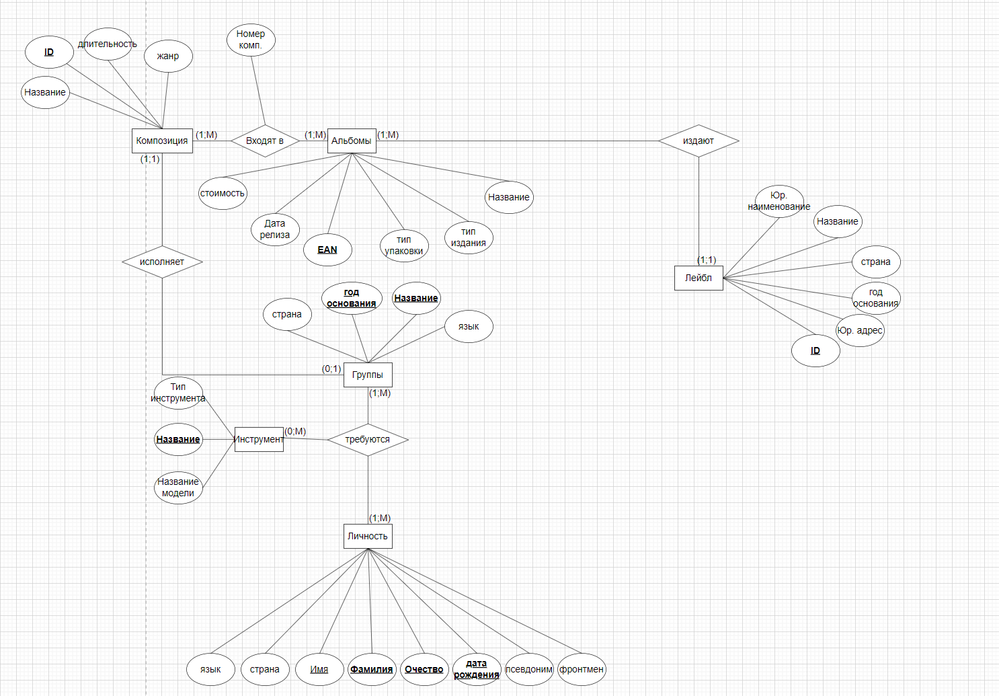 Номер
комп.
длительность
ID
жанр
Название
Композиция
(1;M)
Входят в
(1;M)
Альбомы
(1;M)
издают
(1;1)
стоимость
Название
Дата
релиза
EAN
тип
упаковки
тип
издания
Юр.
наименование
Название
страна
год
основания
Юр. адрес
ID
(1;1)
Лейбл
исполняет
страна
год
основания
Название
язык
(0;1)
Группы
(1;M)
Тип
инструмента
Название
Название
модели
Инструмент
(0;M)
требуются
(1;M)
Личность
язык
страна
Имя
Фамилия
Очество
дата
рождения
псевдоним
фронтмен